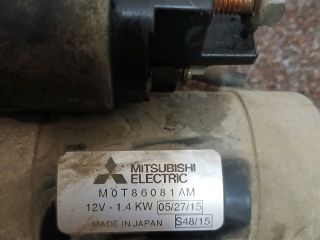 MITSUBISHI
ELECTRIC
M0T86081AM
12V - 1.4 KW 05/27/15
MADE IN JAPAN S48/15